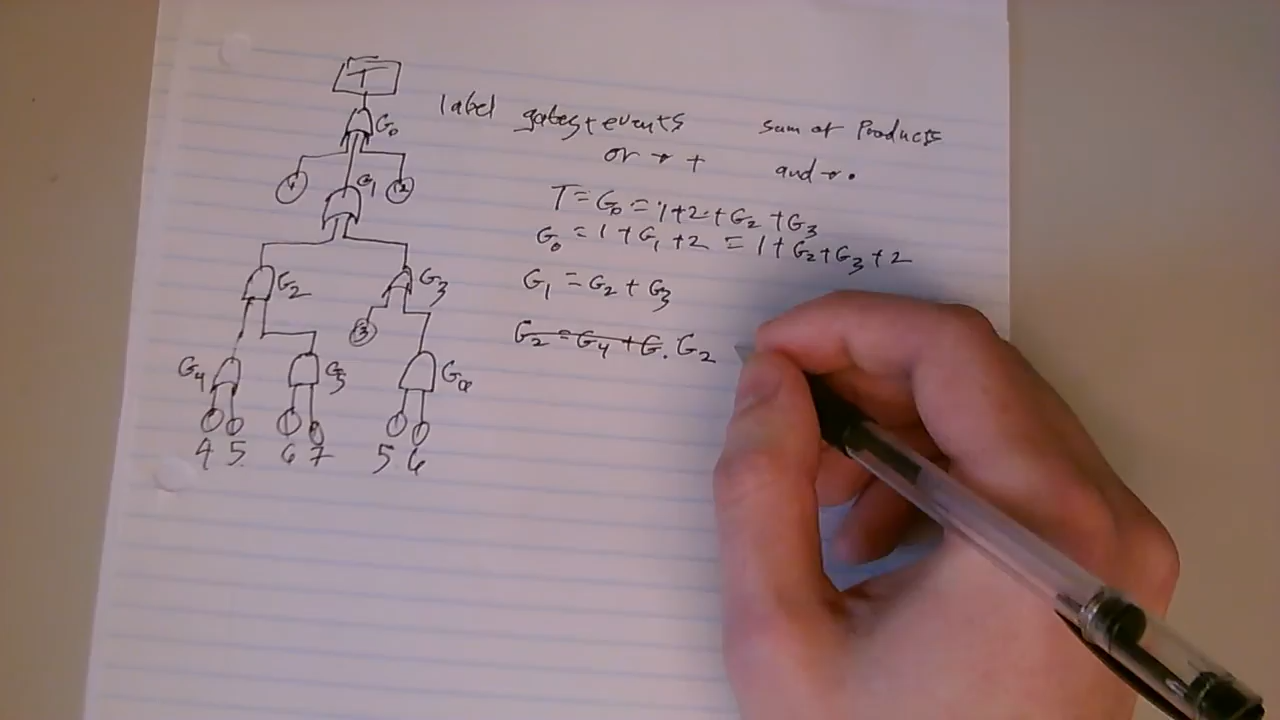 T
label gates + events
sum of Products
G0
or → +
and → •
1
G1
2
T = G0 = 1 + 2 + G2 + G3
G0 = 1 + G1 + 2 = 1 + G2 + G3 + 2
G2
G3
G1 = G2 + G3
3
G2 = G4 + G. G2
G4
G5
G6
4 5 6 7 5 6